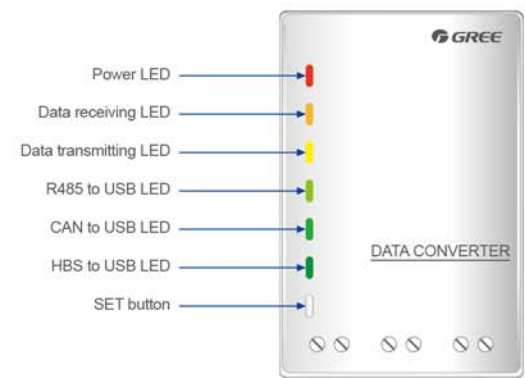 GREE
Power LED
Data receiving LED
Data transmitting LED
R485 to USB LED
CAN to USB LED
HBS to USB LED
SET button
DATA CONVERTER